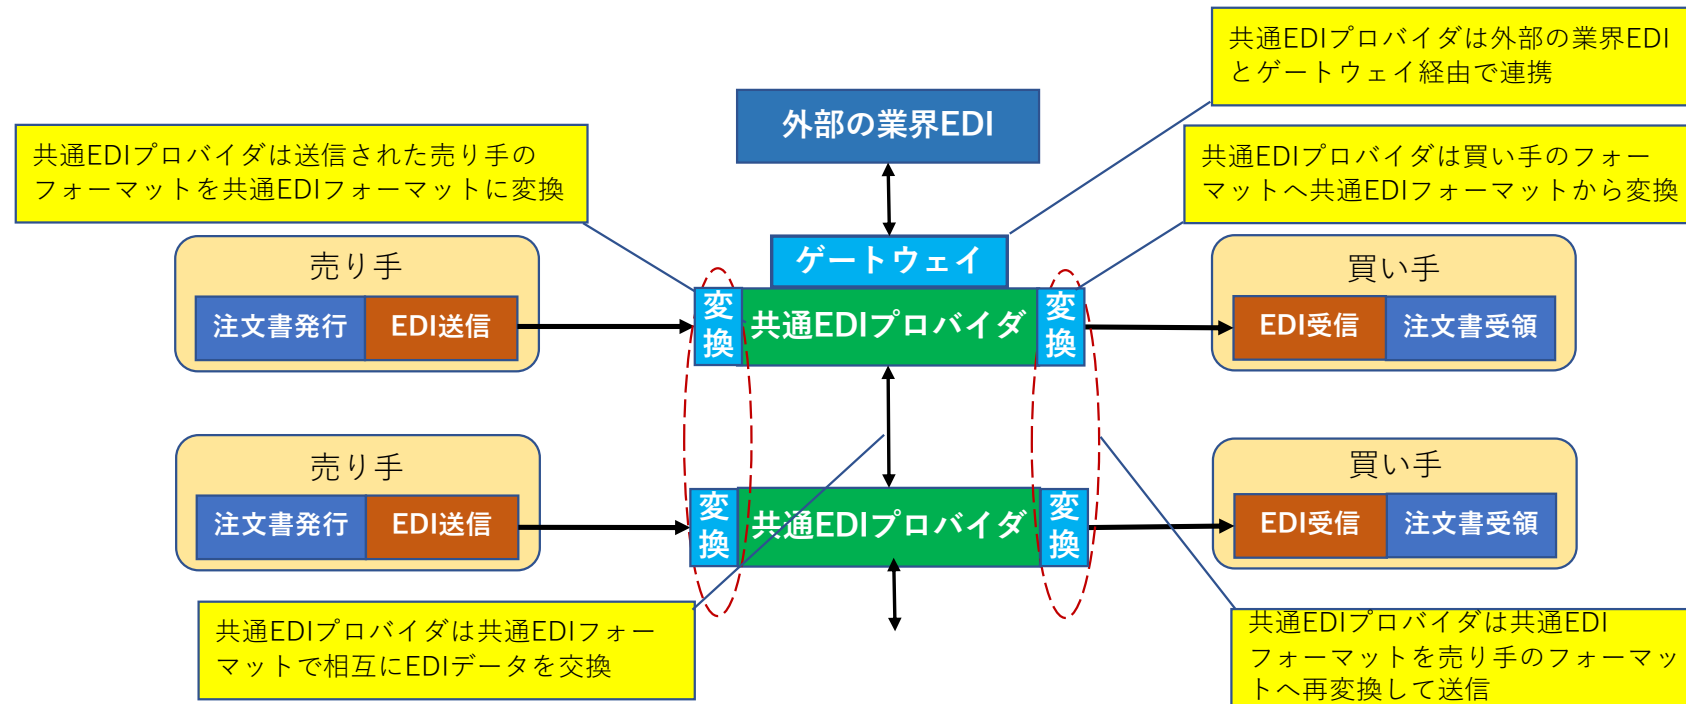 共通EDIプロバイダは外部の業界EDI
とゲートウェイ経由で連携
外部の業界EDI
共通EDIプロバイダは送信された売り手の
フォーマットを共通EDIフォーマットに変換
共通EDIプロバイダは買い手のフォー
マットへ共通EDIフォーマットから変換
売り手
ゲートウェイ
買い手
注文書発行
EDI送信
変
換
共通EDIプロバイダ
変
換
EDI受信
注文書受領
売り手
買い手
注文書発行
EDI送信
変
換
共通EDIプロバイダ
変
換
EDI受信
注文書受領
共通EDIプロバイダは共通EDIフォー
マットで相互にEDIデータを交換
共通EDIプロバイダは共通EDI
フォーマットを売り手のフォーマッ
トへ再変換して送信